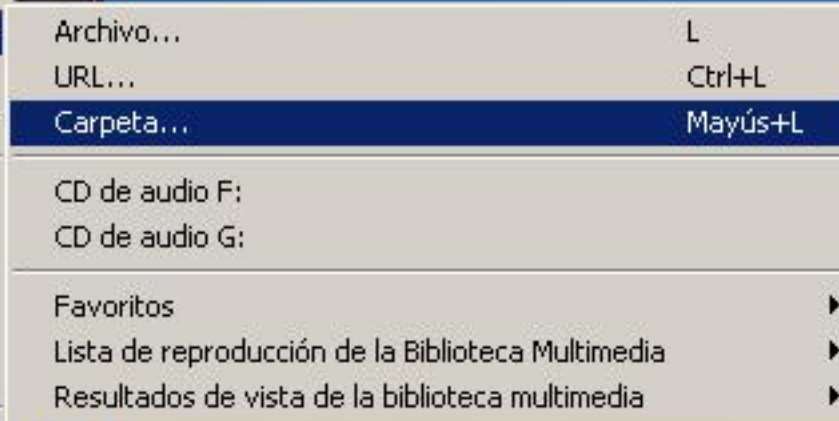 Archivo... L
URL... Ctrl+L
Carpeta... Mayús+L
CD de audio F:
CD de audio G:
Favoritos
Lista de reproducción de la Biblioteca Multimedia
Resultados de vista de la biblioteca multimedia